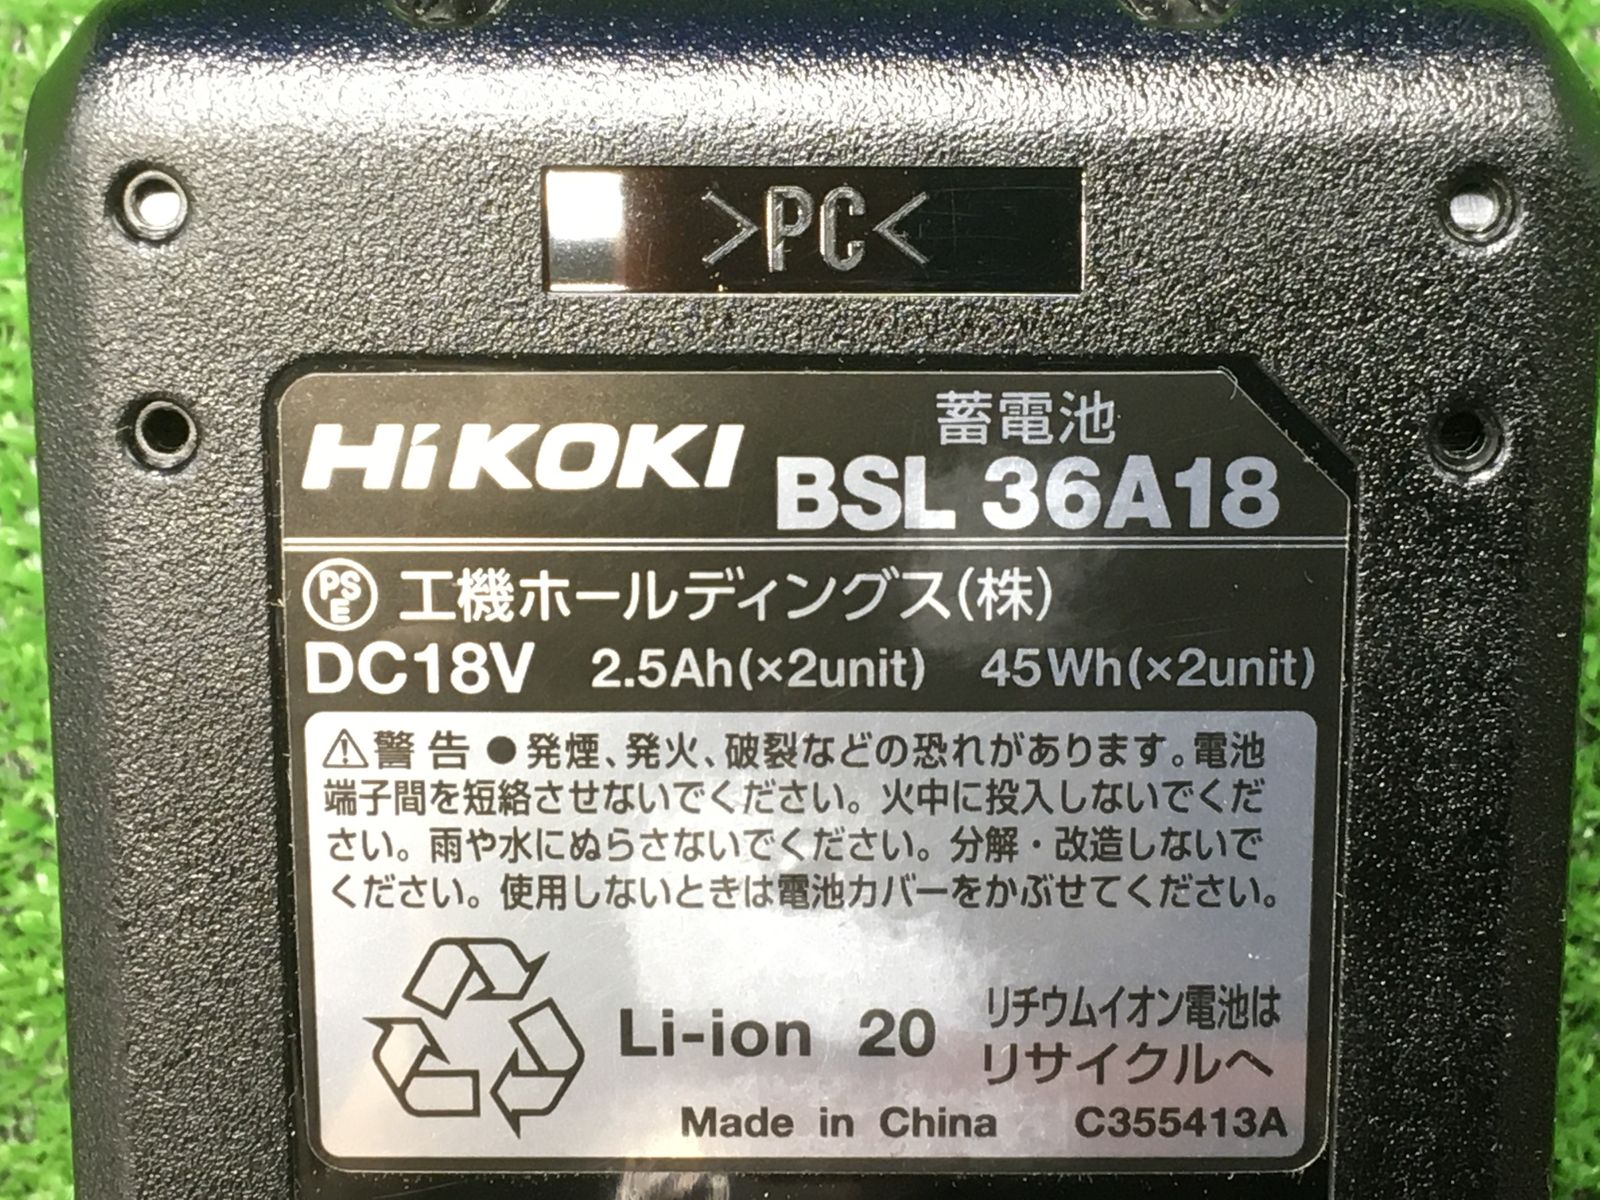 >PC<
HiKOKI
蓄電池
BSL 36A18
PSE 工機ホールディングス(株)
DC18V 2.5Ah(×2unit) 45Wh(×2unit)
⚠警告 ●発煙、発火、破裂などの恐れがあります。電池
端子間を短絡させないでください。火中に投入しないでくだ
さい。雨や水にぬらさないでください。分解・改造しないで
ください。使用しないときは電池カバーをかぶせてください。
Li-ion 20
リチウムイオン電池は
リサイクルへ
Made in China C355413A